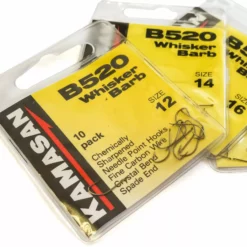 B520
Whisker
Barb
SIZE
12
10
pack
Chemically
Sharpened
Needle Point Hooks
Fine Carbon Wire
Crystal Bend
Spade End
KAMASAN
B520
Whisker
Barb
SIZE
14
SIZE
16